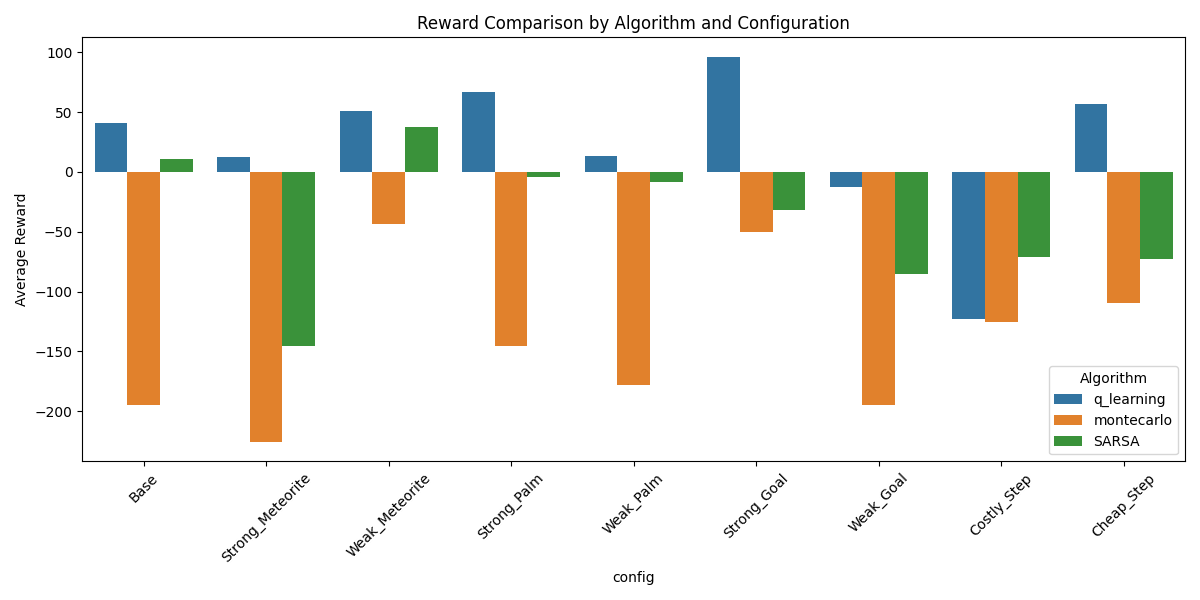 Reward Comparison by Algorithm and Configuration
Average Reward
100
50
0
−50
−100
−150
−200
Algorithm
q_learning
montecarlo
SARSA
Base
Strong_Meteorite
Weak_Meteorite
Strong_Palm
Weak_Palm
Strong_Goal
Weak_Goal
Costly_Step
Cheap_Step
config